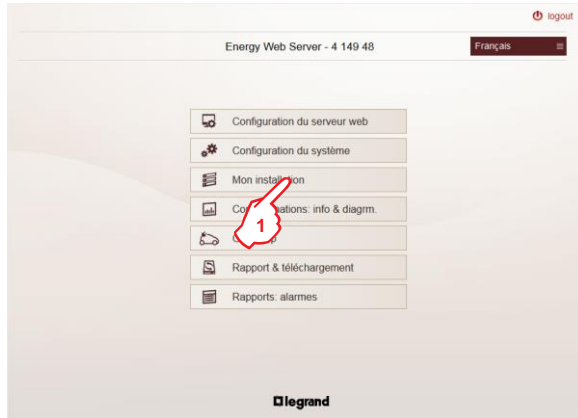 logout
Energy Web Server - 4 149 48
Français
Configuration du serveur web
Configuration du système
Mon installation
mations: info & diagrm.
1
Rapport & téléchargement
Rapports: alarmes
legrand